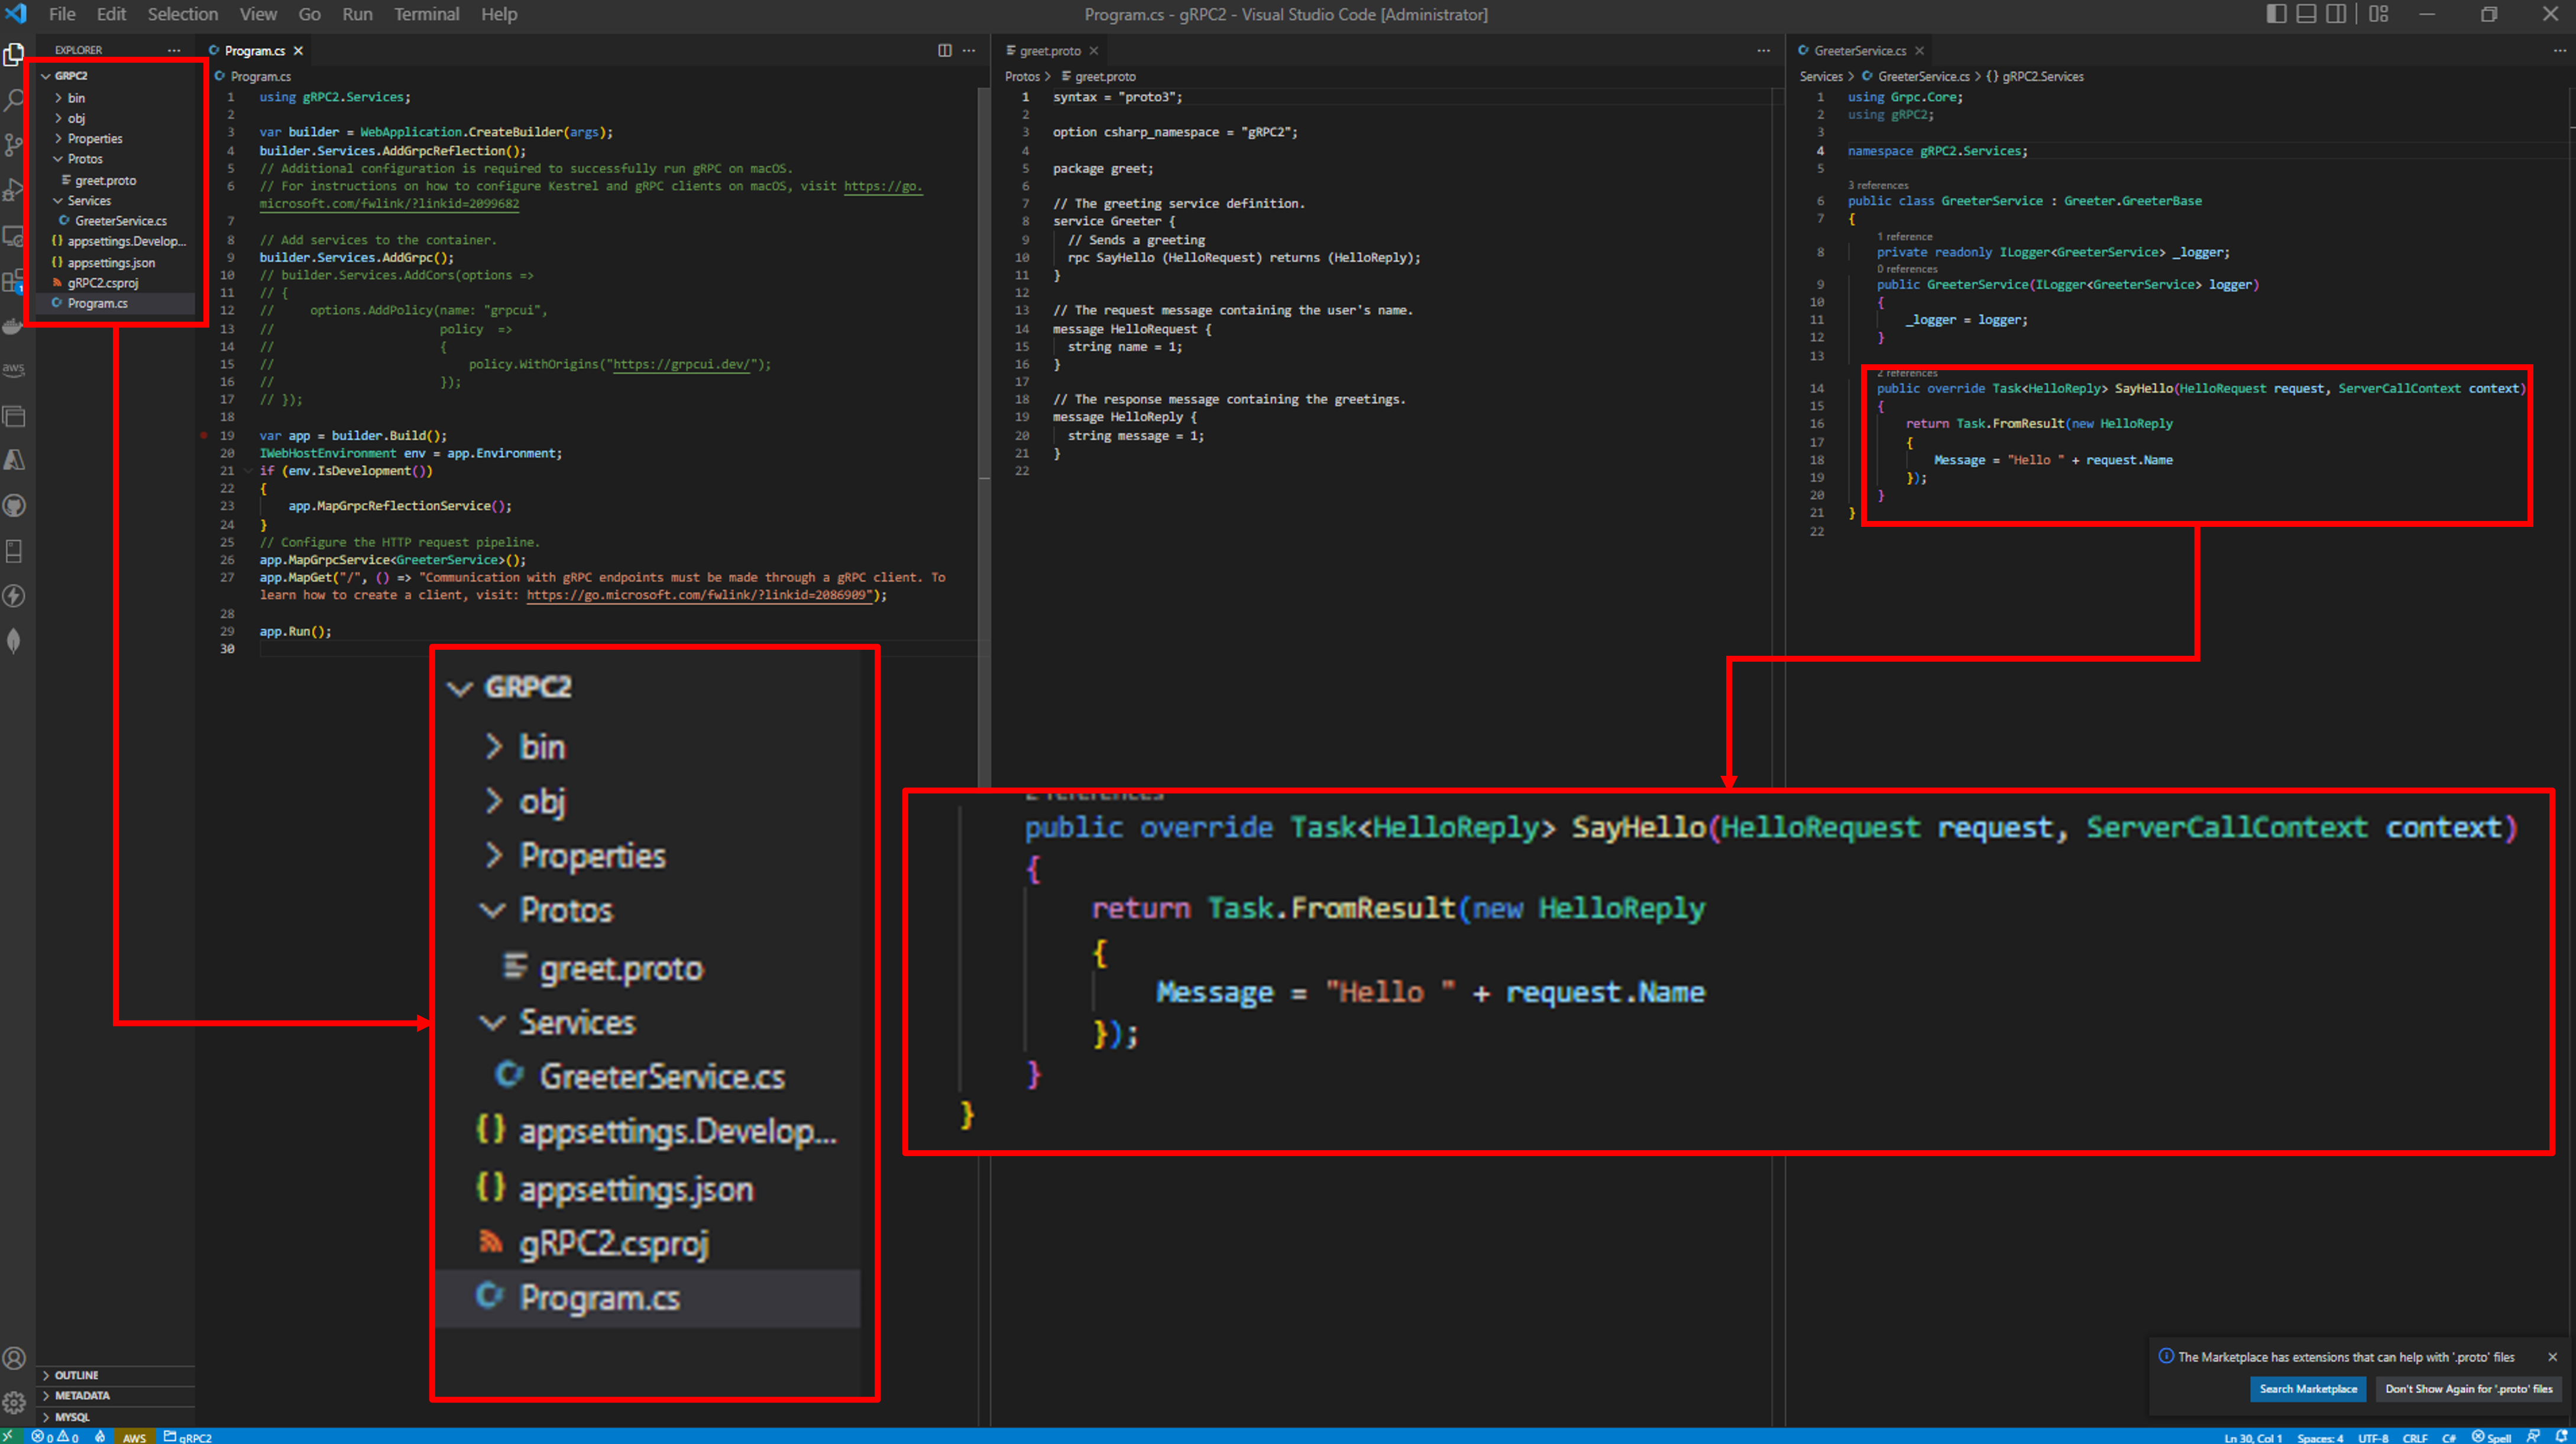 File Edit Selection View Go Run Terminal Help
Program.cs - gRPC2 - Visual Studio Code [Administrator]
EXPLORER ···
GRPC2
bin
obj
Properties
Protos
greet.proto
Services
GreeterService.cs
appsettings.Develop...
appsettings.json
gRPC2.csproj
Program.cs
OUTLINE
METADATA
MYSQL
aws
1
Program.cs
Program.cs
1 using gRPC2.Services;
2
3 var builder = WebApplication.CreateBuilder(args);
4 builder.Services.AddGrpcReflection();
5 // Additional configuration is required to successfully run gRPC on macOS.
6 // For instructions on how to configure Kestrel and gRPC clients on macOS, visit https://go.
microsoft.com/fwlink/?linkid=2099682
7
8 // Add services to the container.
9 builder.Services.AddGrpc();
10 // builder.Services.AddCors(options =>
11 // {
12 //     options.AddPolicy(name: "grpcui",
13 //                       policy  =>
14 //                       {
15 //                           policy.WithOrigins("https://grpcui.dev/");
16 //                       });
17 // });
18
19 var app = builder.Build();
20 IWebHostEnvironment env = app.Environment;
21 if (env.IsDevelopment())
22 {
23     app.MapGrpcReflectionService();
24 }
25 // Configure the HTTP request pipeline.
26 app.MapGrpcService<GreeterService>();
27 app.MapGet("/", () => "Communication with gRPC endpoints must be made through a gRPC client. To
learn how to create a client, visit: https://go.microsoft.com/fwlink/?linkid=2086909");
28
29 app.Run();
30
greet.proto
Protos > greet.proto
1 syntax = "proto3";
2
3 option csharp_namespace = "gRPC2";
4
5 package greet;
6
7 // The greeting service definition.
8 service Greeter {
9   // Sends a greeting
10   rpc SayHello (HelloRequest) returns (HelloReply);
11 }
12
13 // The request message containing the user's name.
14 message HelloRequest {
15   string name = 1;
16 }
17
18 // The response message containing the greetings.
19 message HelloReply {
20   string message = 1;
21 }
22
GreeterService.cs
Services > GreeterService.cs > {} gRPC2.Services
1 using Grpc.Core;
2 using gRPC2;
3
4 namespace gRPC2.Services;
5
3 references
6 public class GreeterService : Greeter.GreeterBase
7 {
1 reference
8     private readonly ILogger<GreeterService> _logger;
0 references
9     public GreeterService(ILogger<GreeterService> logger)
10     {
11         _logger = logger;
12     }
13
2 references
14     public override Task<HelloReply> SayHello(HelloRequest request, ServerCallContext context)
15     {
16         return Task.FromResult(new HelloReply
17         {
18             Message = "Hello " + request.Name
19         });
20     }
21 }
22
GRPC2
bin
obj
Properties
Protos
greet.proto
Services
GreeterService.cs
{} appsettings.Develop...
{} appsettings.json
gRPC2.csproj
Program.cs
public override Task<HelloReply> SayHello(HelloRequest request, ServerCallContext context)
{
return Task.FromResult(new HelloReply
{
Message = "Hello " + request.Name
});
}
}
The Marketplace has extensions that can help with '.proto' files
Search Marketplace Don't Show Again for '.proto' files
0 0 AWS gRPC2
Ln 30, Col 1 Spaces: 4 UTF-8 CRLF C# Spell